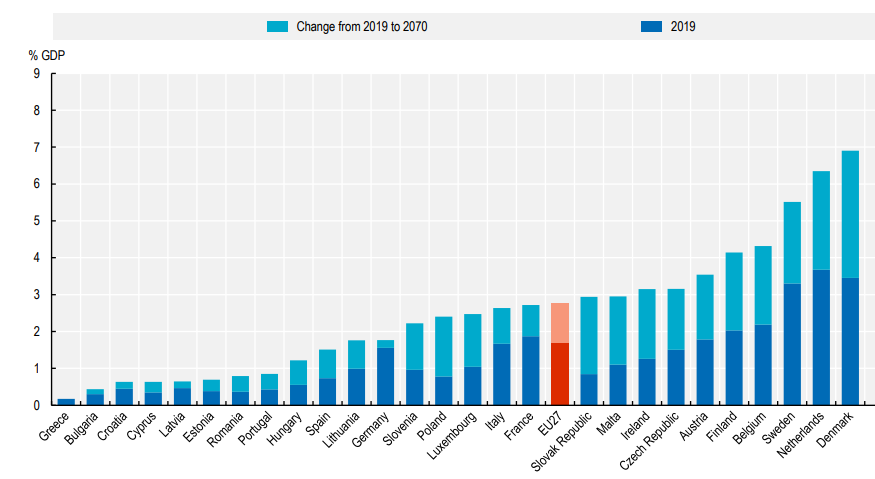 Change from 2019 to 2070
2019
% GDP
9
8
7
6
5
4
3
2
1
0
Greece
Bulgaria
Croatia
Cyprus
Latvia
Estonia
Romania
Portugal
Hungary
Spain
Lithuania
Germany
Slovenia
Poland
Luxembourg
Italy
France
EU27
Slovak Republic
Malta
Ireland
Czech Republic
Austria
Finland
Belgium
Sweden
Netherlands
Denmark